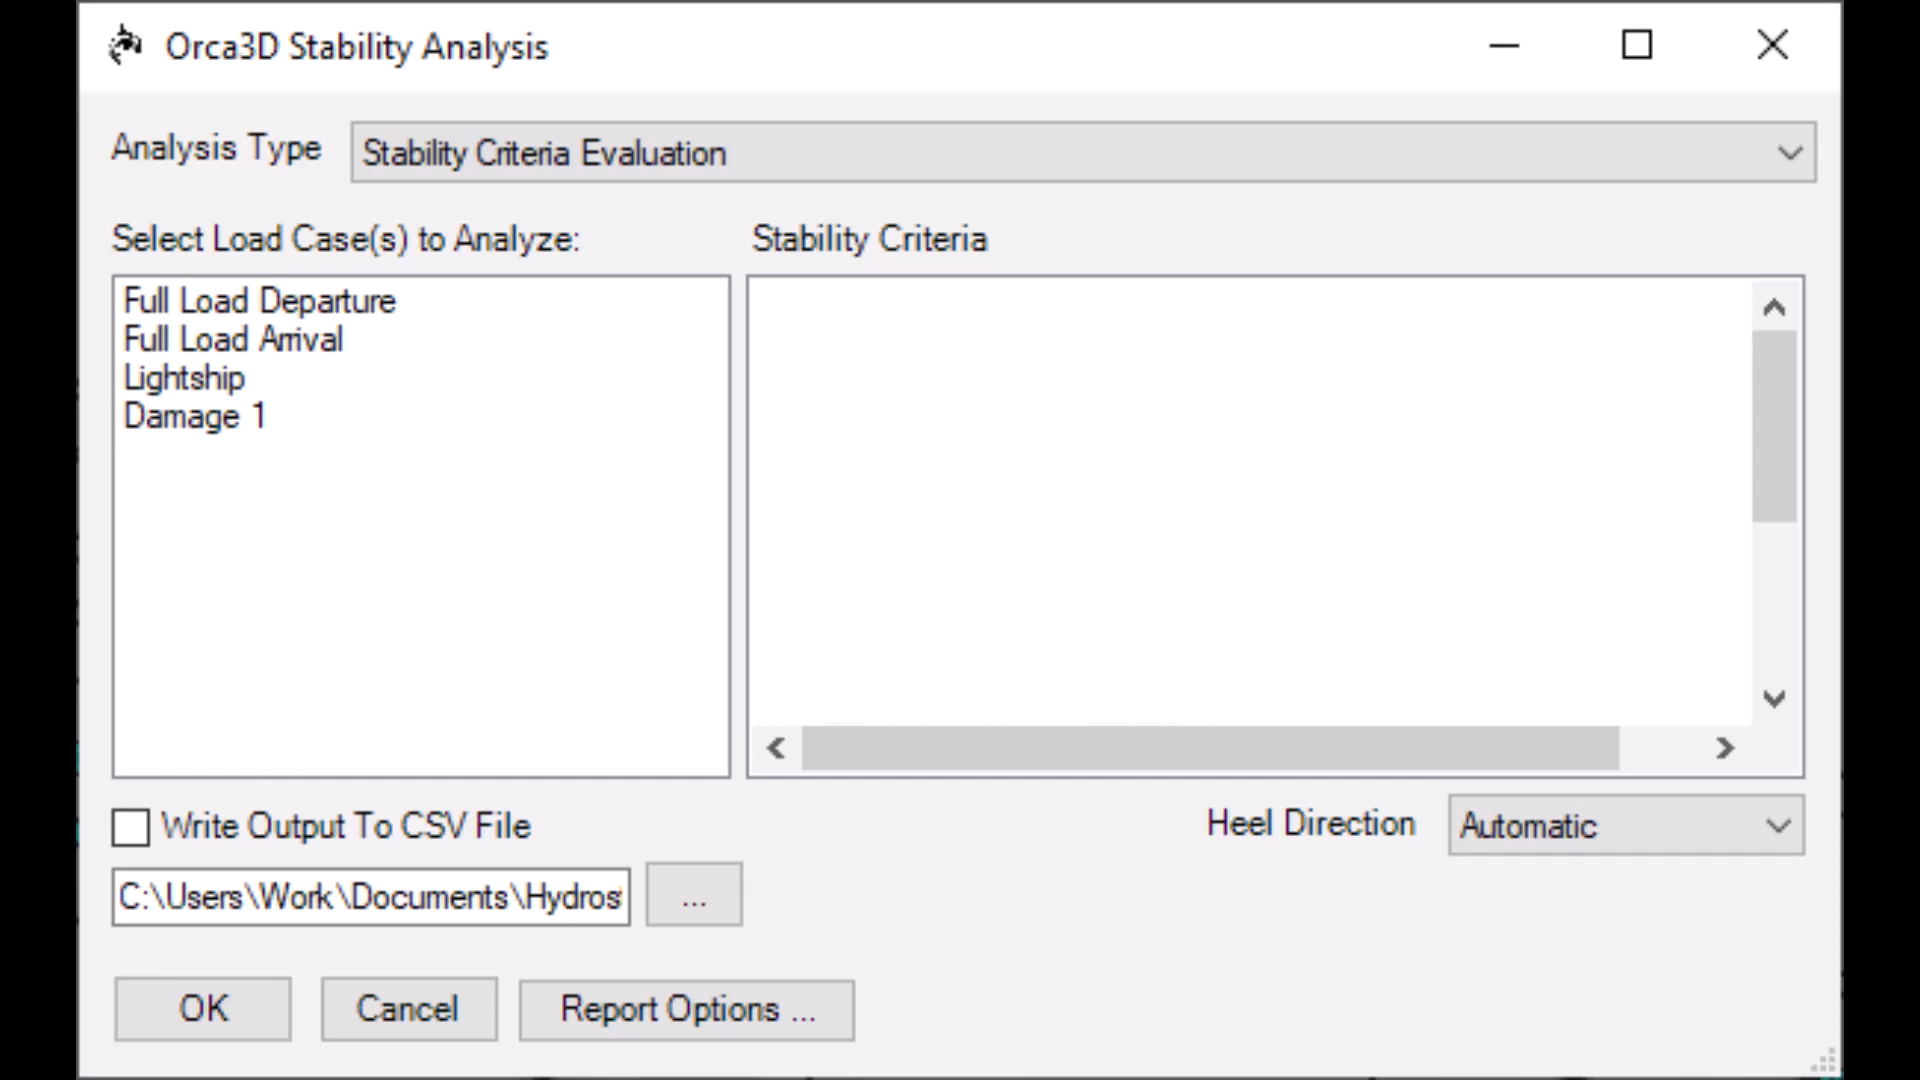 Orca3D Stability Analysis
Analysis Type
Stability Criteria Evaluation
Select Load Case(s) to Analyze:
Stability Criteria
Full Load Departure
Full Load Arrival
Lightship
Damage 1
Write Output To CSV File
Heel Direction
Automatic
C:\Users\Work\Documents\Hydros
...
OK
Cancel
Report Options ...